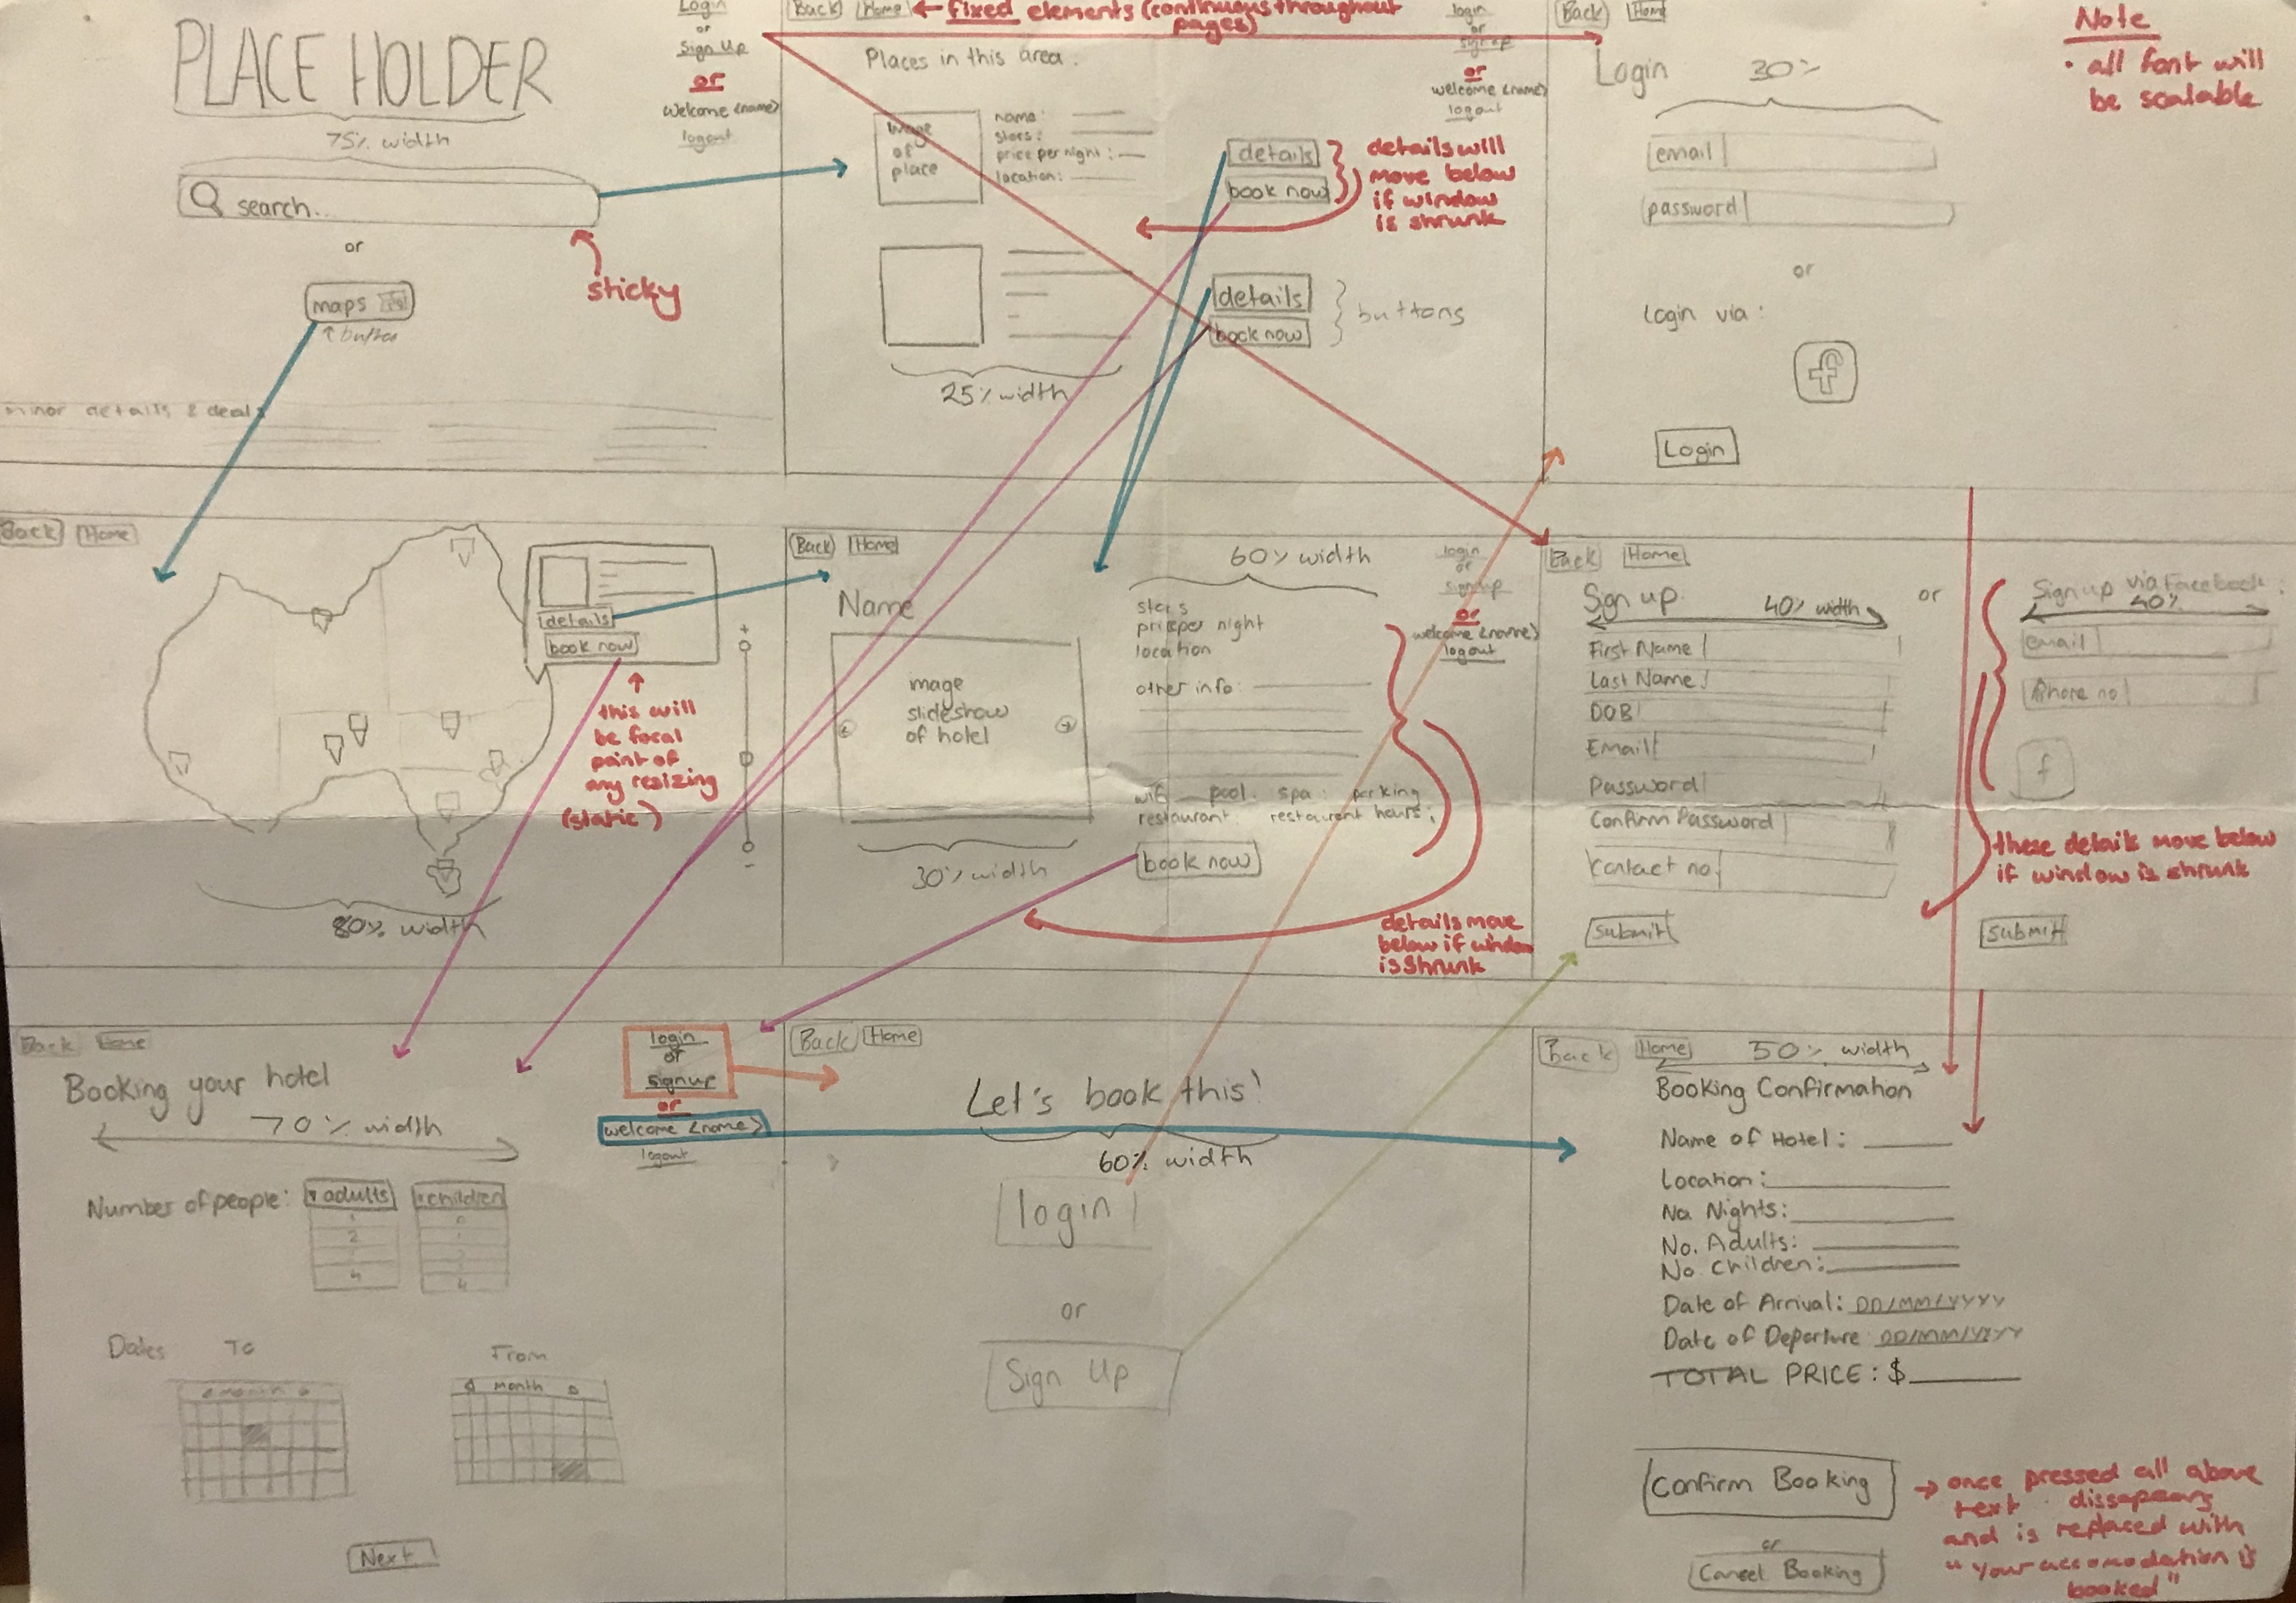 PLACE HOLDER
75% width
search..
or
maps
↑ button
sticky
minor details & deals
Login
or
Sign Up
or
welcome <name>
logout
Back Home ← fixed elements (continuous throughout
pages)
Places in this area:
image
of
place
name:
stars:
price per night:
location:
details
book now
details will
move below
if window
is shrunk
details
book now
buttons
25% width
login
or
sign up
or
welcome <name>
logout
Back Home
Login 30%
email
password
or
Login via:
f
Login
Note
• all font will
be scalable
Back Home
details
book now
this will
be focal
point of
any resizing
(static)
+
-
80% width
Back Home
Name
mage
slideshow
of hotel
30% width
60% width
stars
price per night
location
other info:
wifi pool. spa: parking
restaurant: restaurant hours:
book now
details move
below if window
is shrunk
login
or
signup
or
welcome <name>
logout
Back Home
Sign up. 40% width
First Name
Last Name
DOB
Email
Password
Confirm Password
Contact no
Submit
or
Sign up via Facebook:
40%
email
Phone no
f
these details move below
if window is shrunk
Submit
Back Home
Booking your hotel
70% width
Number of people: adults children
2
4
4
Dates To From
month
month
Next
login
or
signup
or
welcome <name>
logout
Back Home
Let's book this!
60% width
login
or
Sign Up
Back Home 50% width
Booking Confirmation
Name of Hotel:
Location:
No. Nights:
No. Adults:
No. Children:
Date of Arrival: DD/MM/YYYY
Date of Departure DD/MM/YYYY
TOTAL PRICE: $
Confirm Booking
or
Cancel Booking
→ once pressed all above
text dissapears
and is replaced with
"Your accomodation is
booked"